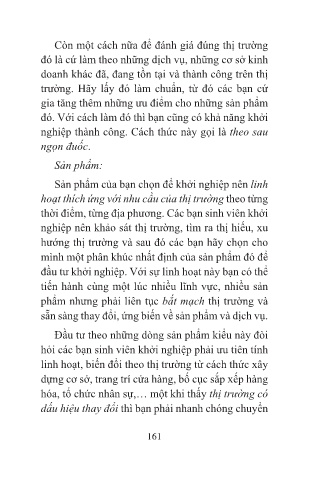 Còn một cách nữa để đánh giá đúng thị trường
đó là cứ làm theo những dịch vụ, những cơ sở kinh
doanh khác đã, đang tồn tại và thành công trên thị
trường. Hãy lấy đó làm chuẩn, từ đó các bạn cứ
gia tăng thêm những ưu điểm cho những sản phẩm
đó. Với cách làm đó thì bạn cũng có khả năng khởi
nghiệp thành công. Cách thức này gọi là theo sau
ngọn đuốc.
Sản phẩm:
Sản phẩm của bạn chọn để khởi nghiệp nên linh
hoạt thích ứng với nhu cầu của thị trường theo từng
thời điểm, từng địa phương. Các bạn sinh viên khởi
nghiệp nên khảo sát thị trường, tìm ra thị hiếu, xu
hướng thị trường và sau đó các bạn hãy chọn cho
mình một phân khúc nhất định của sản phẩm đó để
đầu tư khởi nghiệp. Với sự linh hoạt này bạn có thể
tiến hành cùng một lúc nhiều lĩnh vực, nhiều sản
phẩm nhưng phải liên tục bắt mạch thị trường và
sẵn sàng thay đổi, ứng biến về sản phẩm và dịch vụ.
Đầu tư theo những dòng sản phẩm kiểu này đòi
hỏi các bạn sinh viên khởi nghiệp phải ưu tiên tính
linh hoạt, biến đổi theo thị trường từ cách thức xây
dựng cơ sở, trang trí cửa hàng, bố cục sắp xếp hàng
hóa, tổ chức nhân sự,… một khi thấy thị trường có
dấu hiệu thay đổi thì bạn phải nhanh chóng chuyển
161